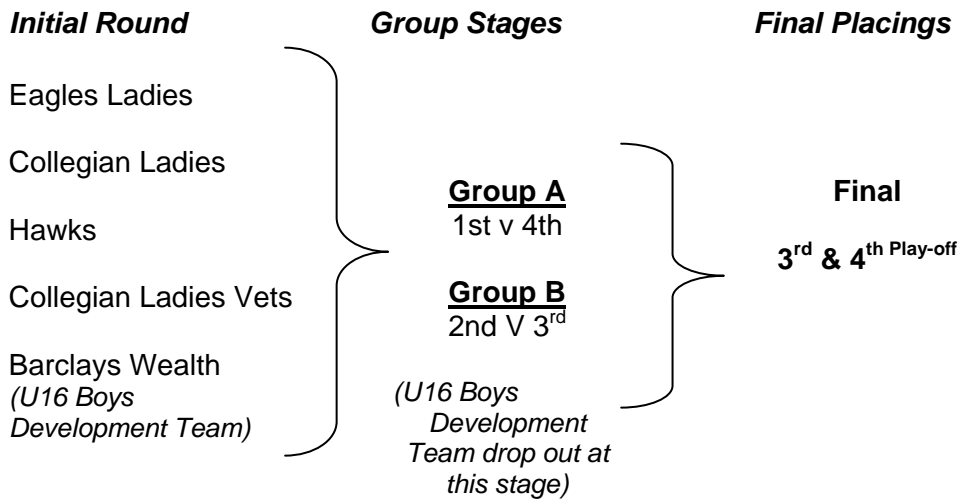 Initial Round
Eagles Ladies
Collegian Ladies
Hawks
Collegian Ladies Vets
Barclays Wealth
(U16 Boys
Development Team)
Group Stages
Group A
1st v 4th
Group B
2nd V 3rd
(U16 Boys
Development
Team drop out at
this stage)
Final Placings
Final
3rd & 4th Play-off